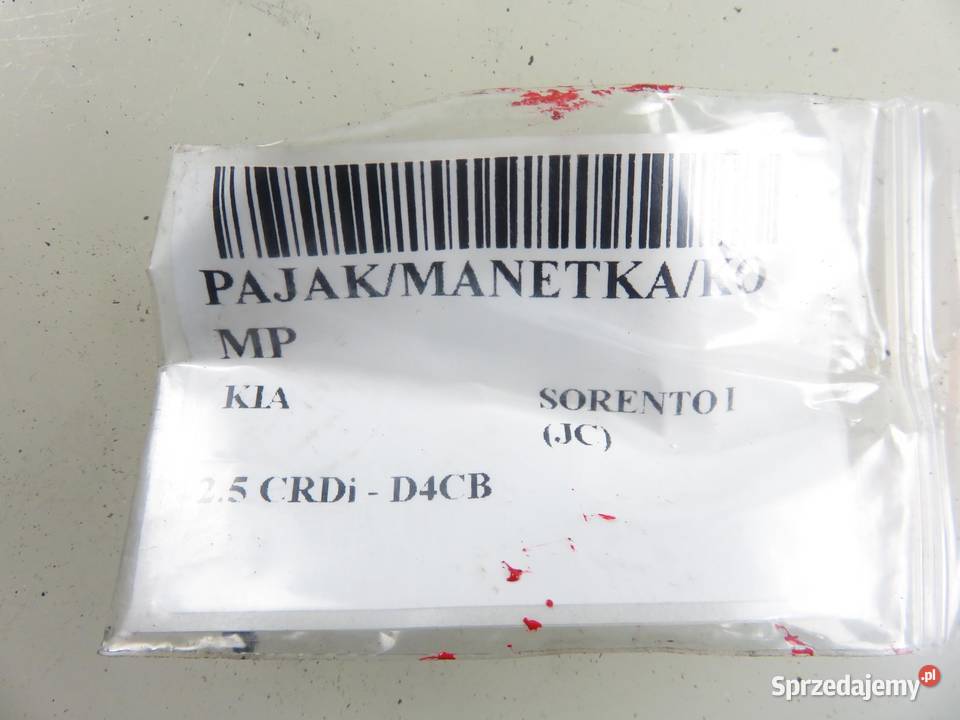 PAJAK/MANETKA/KO
MP
KIA SORENTO I
(JC)
2.5 CRDi - D4CB
Sprzedajemy.pl